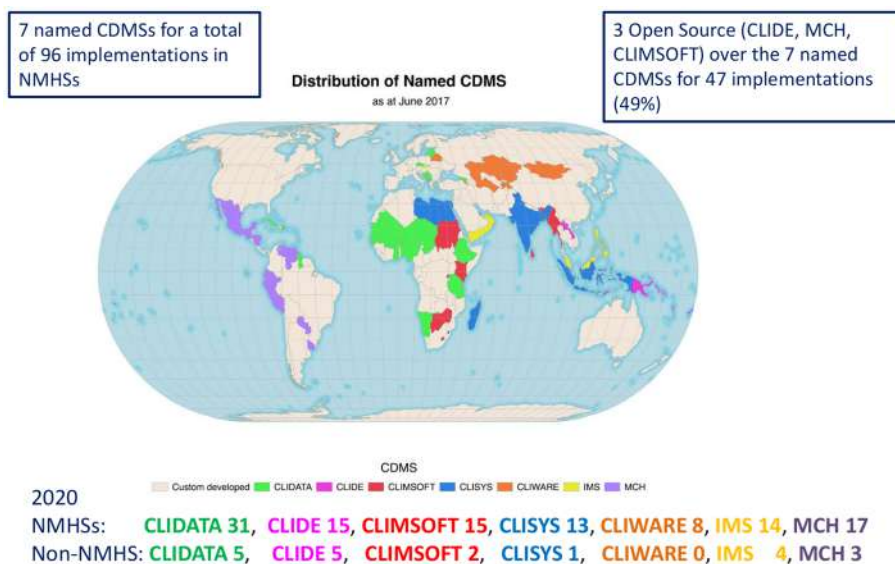 7 named CDMSs for a total
of 96 implementations in
NMHSs
3 Open Source (CLIDE, MCH,
CLIMSOFT) over the 7 named
CDMSs for 47 implementations
(49%)
Distribution of Named CDMS
as at June 2017
CDMS
Custom developed CLIDATA CLIDE CLIMSOFT CLISYS CLIWARE IMS MCH
2020
NMHSs: CLIDATA 31, CLIDE 15, CLIMSOFT 15, CLISYS 13, CLIWARE 8, IMS 14, MCH 17
Non-NMHS: CLIDATA 5, CLIDE 5, CLIMSOFT 2, CLISYS 1, CLIWARE 0, IMS 4, MCH 3